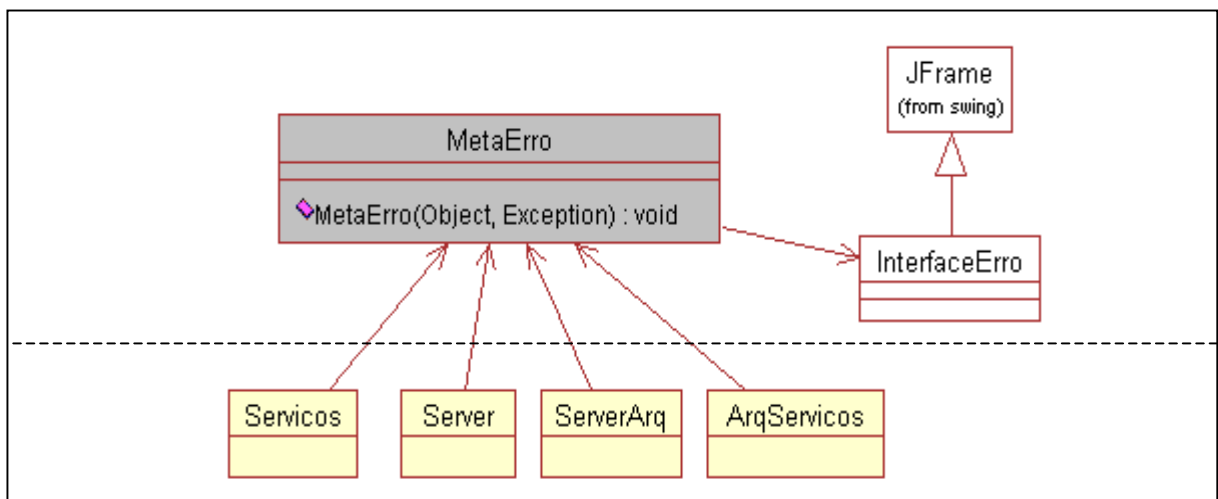 JFrame
(from swing)
MetaErro
MetaErro(Object, Exception) : void
InterfaceErro
Servicos
Server
ServerArq
ArqServicos